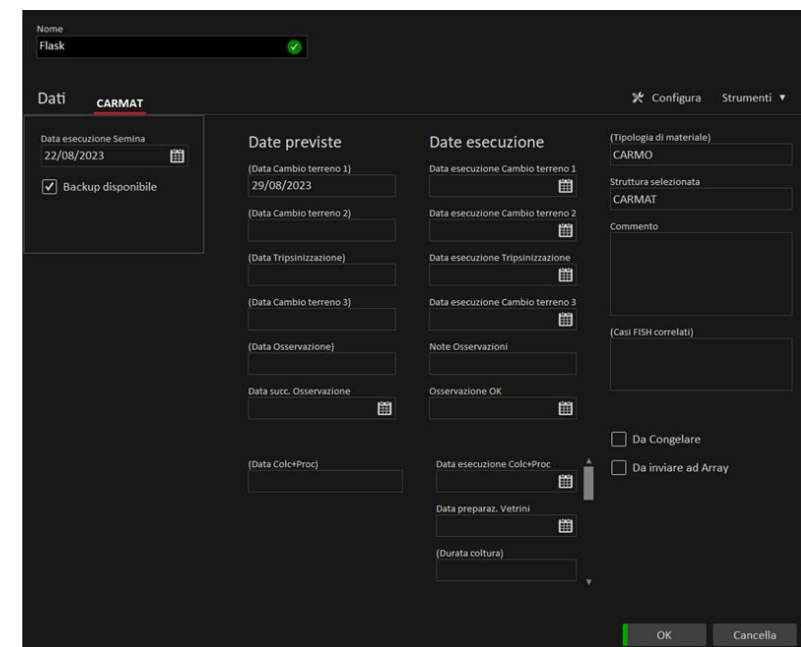 Nome
Flask
Dati
CARMAT
Configura
Strumenti
Data esecuzione Semina
22/08/2023
Backup disponibile
Date previste
(Data Cambio terreno 1)
29/08/2023
(Data Cambio terreno 2)
(Data Tripsinizzazione)
(Data Cambio terreno 3)
(Data Osservazione)
Data succ. Osservazione
(Data Colc+Proc)
Date esecuzione
Data esecuzione Cambio terreno 1
Data esecuzione Cambio terreno 2
Data esecuzione Tripsinizzazione
Data esecuzione Cambio terreno 3
Note Osservazioni
Osservazione OK
Data esecuzione Colc+Proc
Data preparaz. Vetrini
(Durata coltura)
(Tipologia di materiale)
CARMO
Struttura selezionata
CARMAT
Commento
(Casi FISH correlati)
Da Congelare
Da inviare ad Array
OK
Cancella